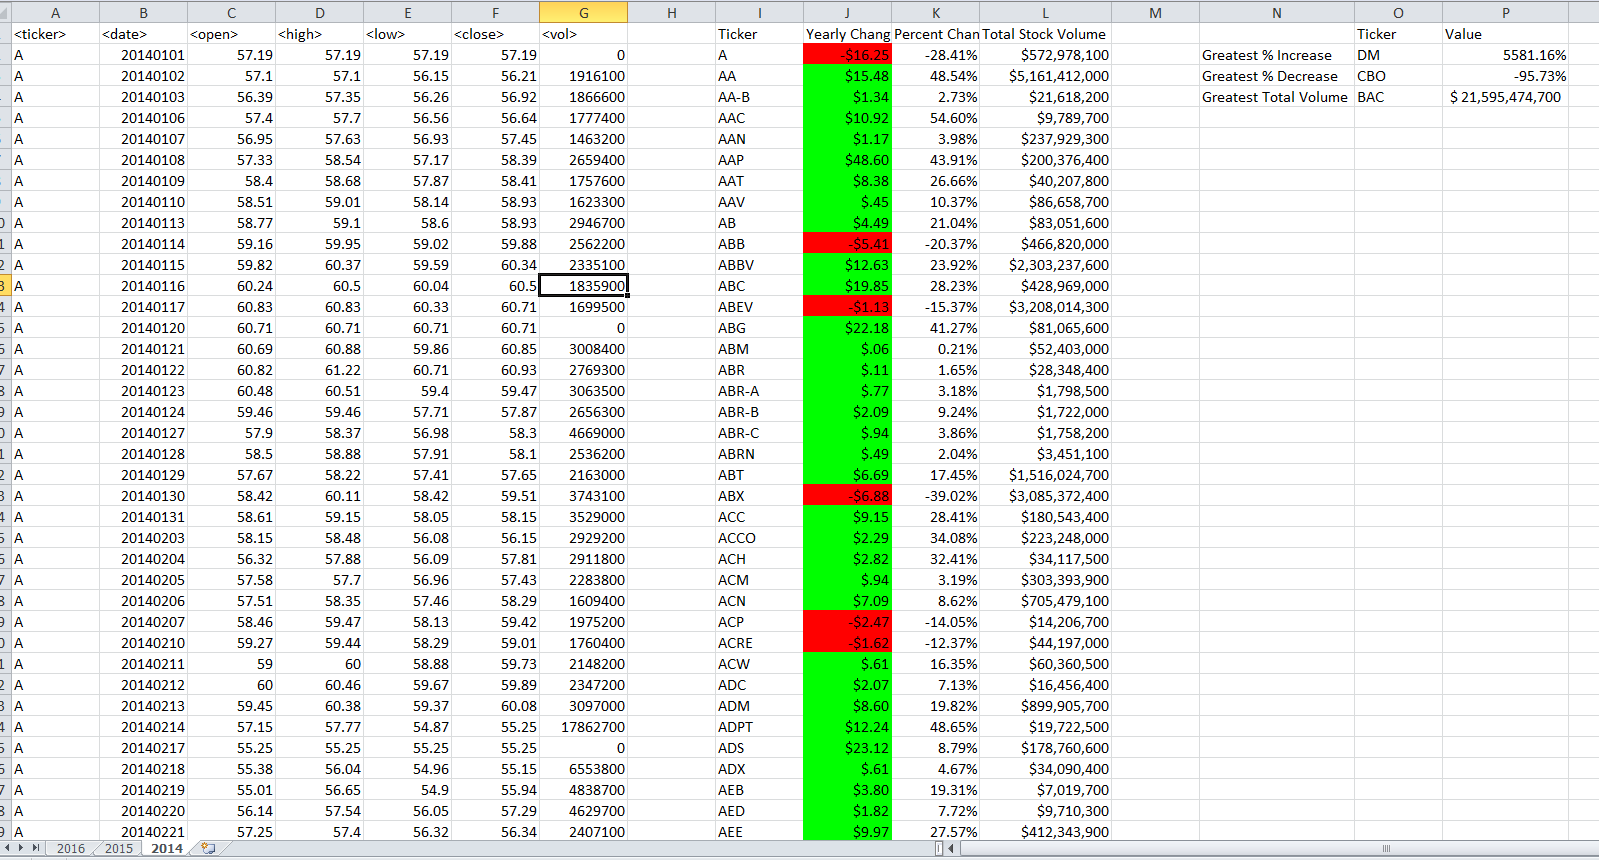 A B C D E F G H I J K L M N O P
<ticker> <date> <open> <high> <low> <close> <vol> Ticker Yearly Chang Percent Chan Total Stock Volume Ticker Value
A 20140101 57.19 57.19 57.19 57.19 0 A -$16.25 -28.41% $572,978,100 Greatest % Increase DM 5581.16%
A 20140102 57.1 57.1 56.15 56.21 1916100 AA $15.48 48.54% $5,161,412,000 Greatest % Decrease CBO -95.73%
A 20140103 56.39 57.35 56.26 56.92 1866600 AA-B $1.34 2.73% $21,618,200 Greatest Total Volume BAC $ 21,595,474,700
A 20140106 57.4 57.7 56.56 56.64 1777400 AAC $10.92 54.60% $9,789,700
A 20140107 56.95 57.63 56.93 57.45 1463200 AAN $1.17 3.98% $237,929,300
A 20140108 57.33 58.54 57.17 58.39 2659400 AAP $48.60 43.91% $200,376,400
A 20140109 58.4 58.68 57.87 58.41 1757600 AAT $8.38 26.66% $40,207,800
A 20140110 58.51 59.01 58.14 58.93 1623300 AAV $.45 10.37% $86,658,700
A 20140113 58.77 59.1 58.6 58.93 2946700 AB $4.49 21.04% $83,051,600
A 20140114 59.16 59.95 59.02 59.88 2562200 ABB -$5.41 -20.37% $466,820,000
A 20140115 59.82 60.37 59.59 60.34 2335100 ABBV $12.63 23.92% $2,303,237,600
A 20140116 60.24 60.5 60.04 60.5 1835900 ABC $19.85 28.23% $428,969,000
A 20140117 60.83 60.83 60.33 60.71 1699500 ABEV -$1.13 -15.37% $3,208,014,300
A 20140120 60.71 60.71 60.71 60.71 0 ABG $22.18 41.27% $81,065,600
A 20140121 60.69 60.88 59.86 60.85 3008400 ABM $.06 0.21% $52,403,000
A 20140122 60.82 61.22 60.71 60.93 2769300 ABR $.11 1.65% $28,348,400
A 20140123 60.48 60.51 59.4 59.47 3063500 ABR-A $.77 3.18% $1,798,500
A 20140124 59.46 59.46 57.71 57.87 2656300 ABR-B $2.09 9.24% $1,722,000
A 20140127 57.9 58.37 56.98 58.3 4669000 ABR-C $.94 3.86% $1,758,200
A 20140128 58.5 58.88 57.91 58.1 2536200 ABRN $.49 2.04% $3,451,100
A 20140129 57.67 58.22 57.41 57.65 2163000 ABT $6.69 17.45% $1,516,024,700
A 20140130 58.42 60.11 58.42 59.51 3743100 ABX -$6.88 -39.02% $3,085,372,400
A 20140131 58.61 59.15 58.05 58.15 3529000 ACC $9.15 28.41% $180,543,400
A 20140203 58.15 58.48 56.08 56.15 2929200 ACCO $2.29 34.08% $223,248,000
A 20140204 56.32 57.88 56.09 57.81 2911800 ACH $2.82 32.41% $34,117,500
A 20140205 57.58 57.7 56.96 57.43 2283800 ACM $.94 3.19% $303,393,900
A 20140206 57.51 58.35 57.46 58.29 1609400 ACN $7.09 8.62% $705,479,100
A 20140207 58.46 59.47 58.13 59.42 1975200 ACP -$2.47 -14.05% $14,206,700
A 20140210 59.27 59.44 58.29 59.01 1760400 ACRE -$1.62 -12.37% $44,197,000
A 20140211 59 60 58.88 59.73 2148200 ACW $.61 16.35% $60,360,500
A 20140212 60 60.46 59.67 59.89 2347200 ADC $2.07 7.13% $16,456,400
A 20140213 59.45 60.38 59.37 60.08 3097000 ADM $8.60 19.82% $899,905,700
A 20140214 57.15 57.77 54.87 55.25 17862700 ADPT $12.24 48.65% $19,722,500
A 20140217 55.25 55.25 55.25 55.25 0 ADS $23.12 8.79% $178,760,600
A 20140218 55.38 56.04 54.96 55.15 6553800 ADX $.61 4.67% $34,090,400
A 20140219 55.01 56.65 54.9 55.94 4838700 AEB $3.80 19.31% $7,019,700
A 20140220 56.14 57.54 56.05 57.29 4629700 AED $1.82 7.72% $9,710,300
A 20140221 57.25 57.4 56.32 56.34 2407100 AEE $9.97 27.57% $412,343,900
2016 2015 2014